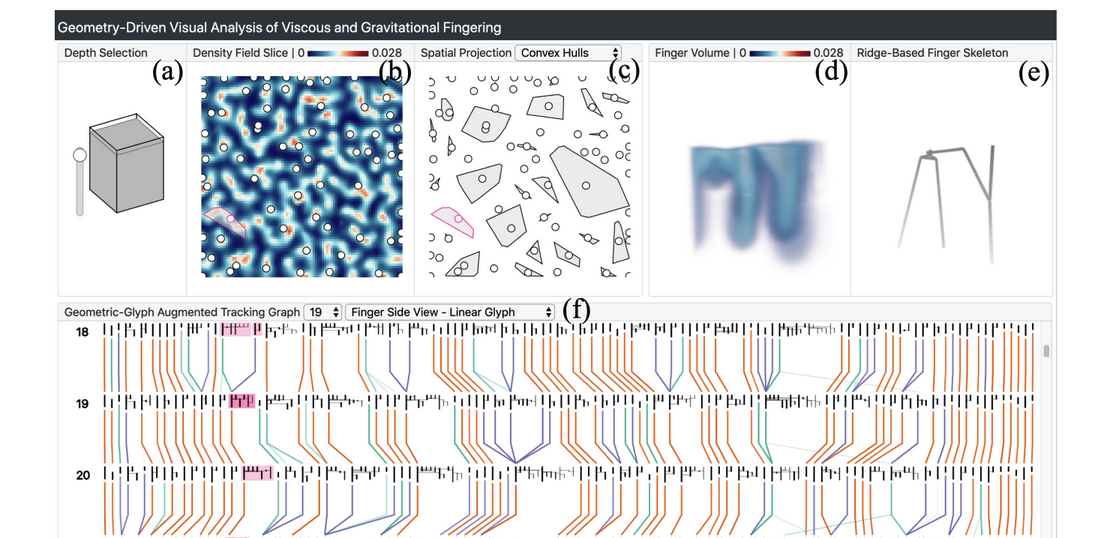 Geometry-Driven Visual Analysis of Viscous and Gravitational Fingering
Depth Selection
(a)
Density Field Slice | 0 0.028
(b)
Spatial Projection Convex Hulls
(c)
Finger Volume | 0 0.028
(d)
Ridge-Based Finger Skeleton
(e)
Geometric-Glyph Augmented Tracking Graph 19 Finger Side View - Linear Glyph (f)
18
19
20